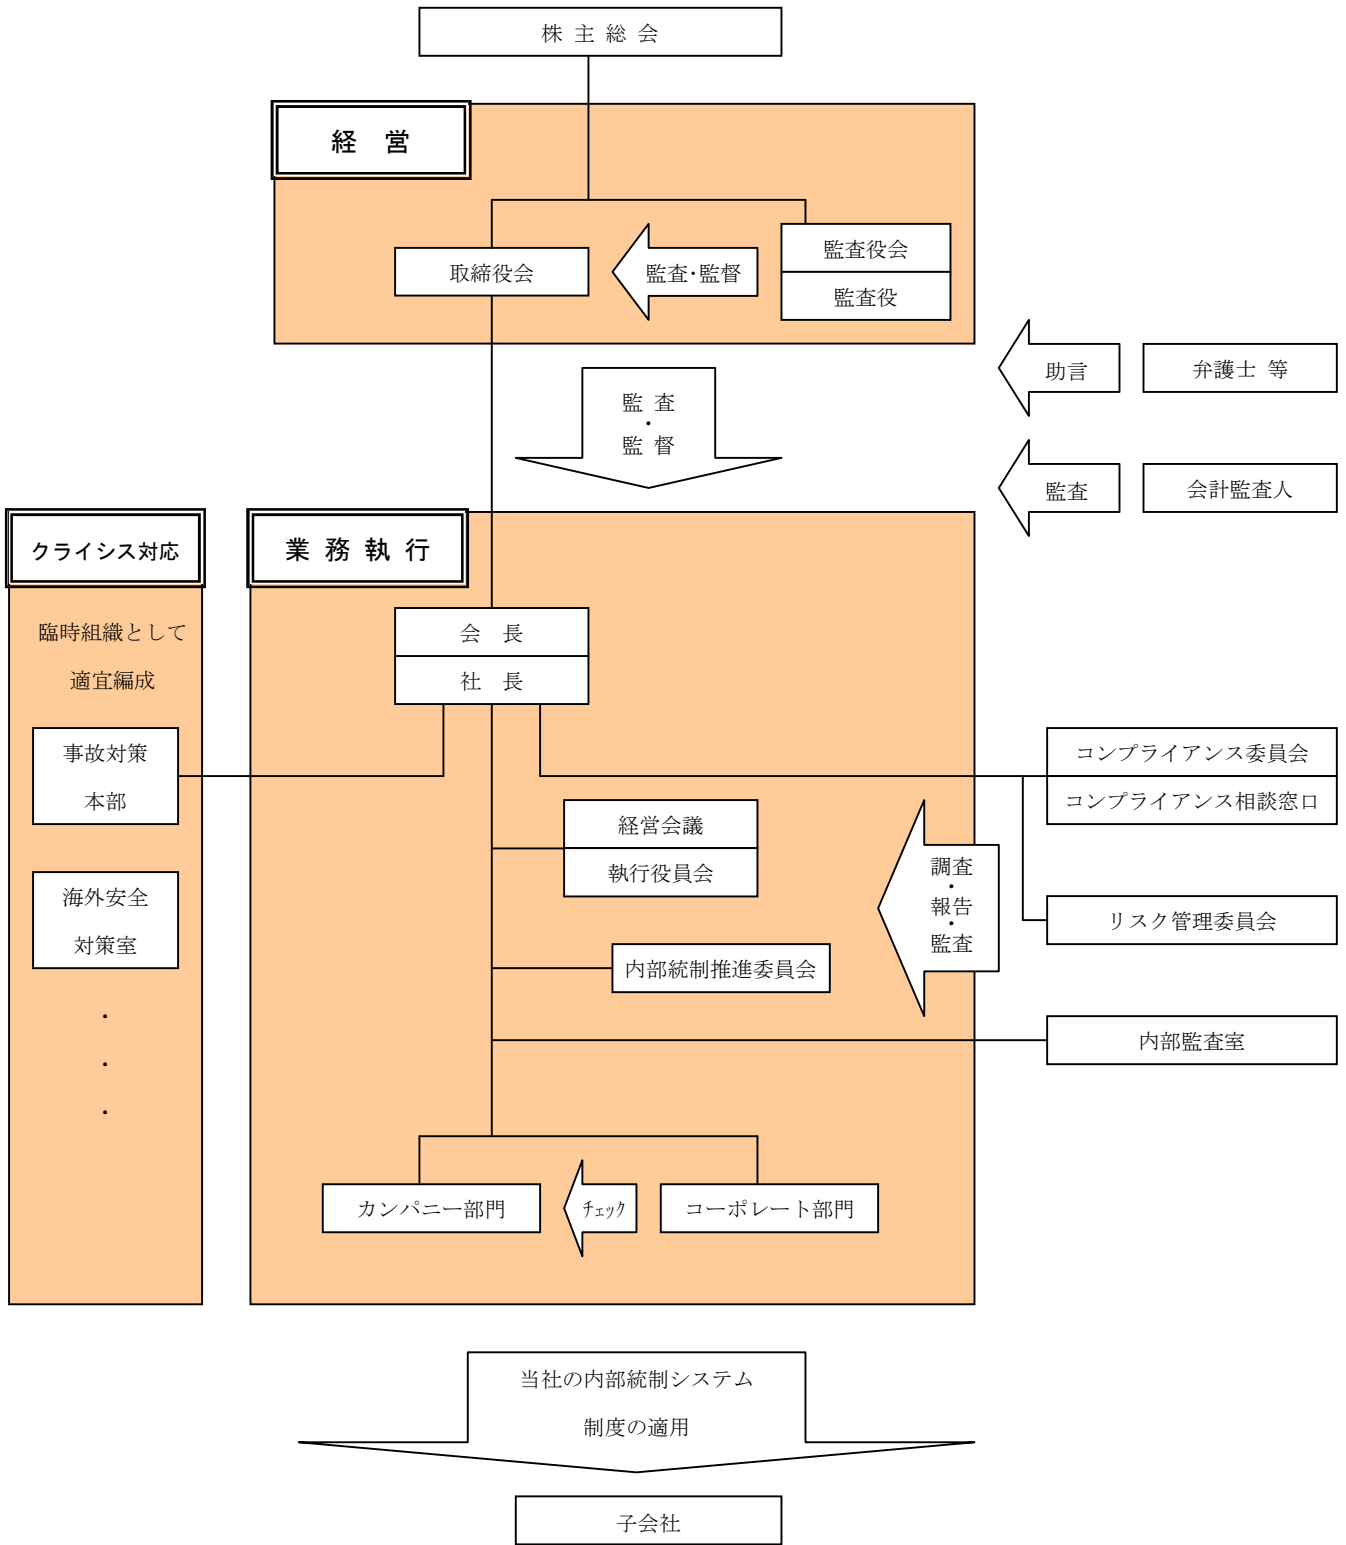 株 主 総 会
経 営
取締役会
監査・監督
監査役会
監査役
助言
弁護士 等
監 査
・
監 督
監査
会計監査人
クライシス対応
臨時組織として
適宜編成
事故対策
本部
海外安全
対策室
・
・
・
業 務 執 行
会 長
社 長
経営会議
執行役員会
内部統制推進委員会
調査
・
報告
・
監査
コンプライアンス委員会
コンプライアンス相談窓口
リスク管理委員会
内部監査室
カンパニー部門
チェック
コーポレート部門
当社の内部統制システム
制度の適用
子会社